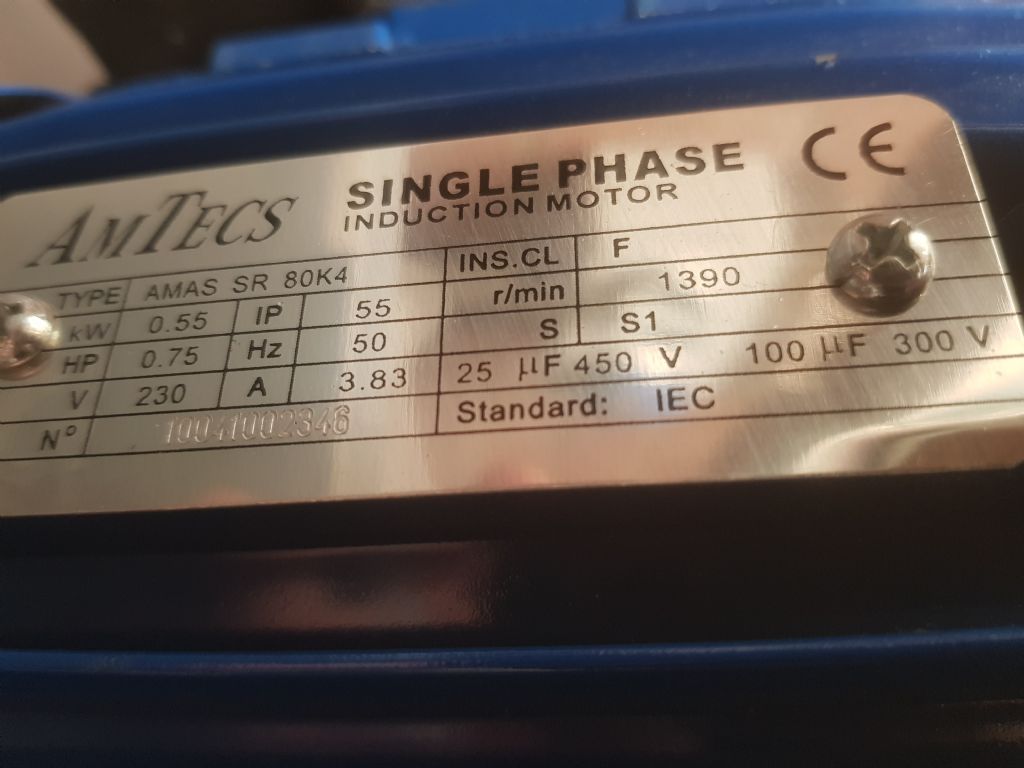 AMTECS SINGLE PHASE CE
INDUCTION MOTOR
TYPE AMAS SR 80K4 INS.CL F
kW 0.55 IP 55 r/min 1390
HP 0.75 Hz 50 S S1
V 230 A 3.83 25 µF 450 V 100 µF 300 V
Nº 10041002346 Standard: IEC